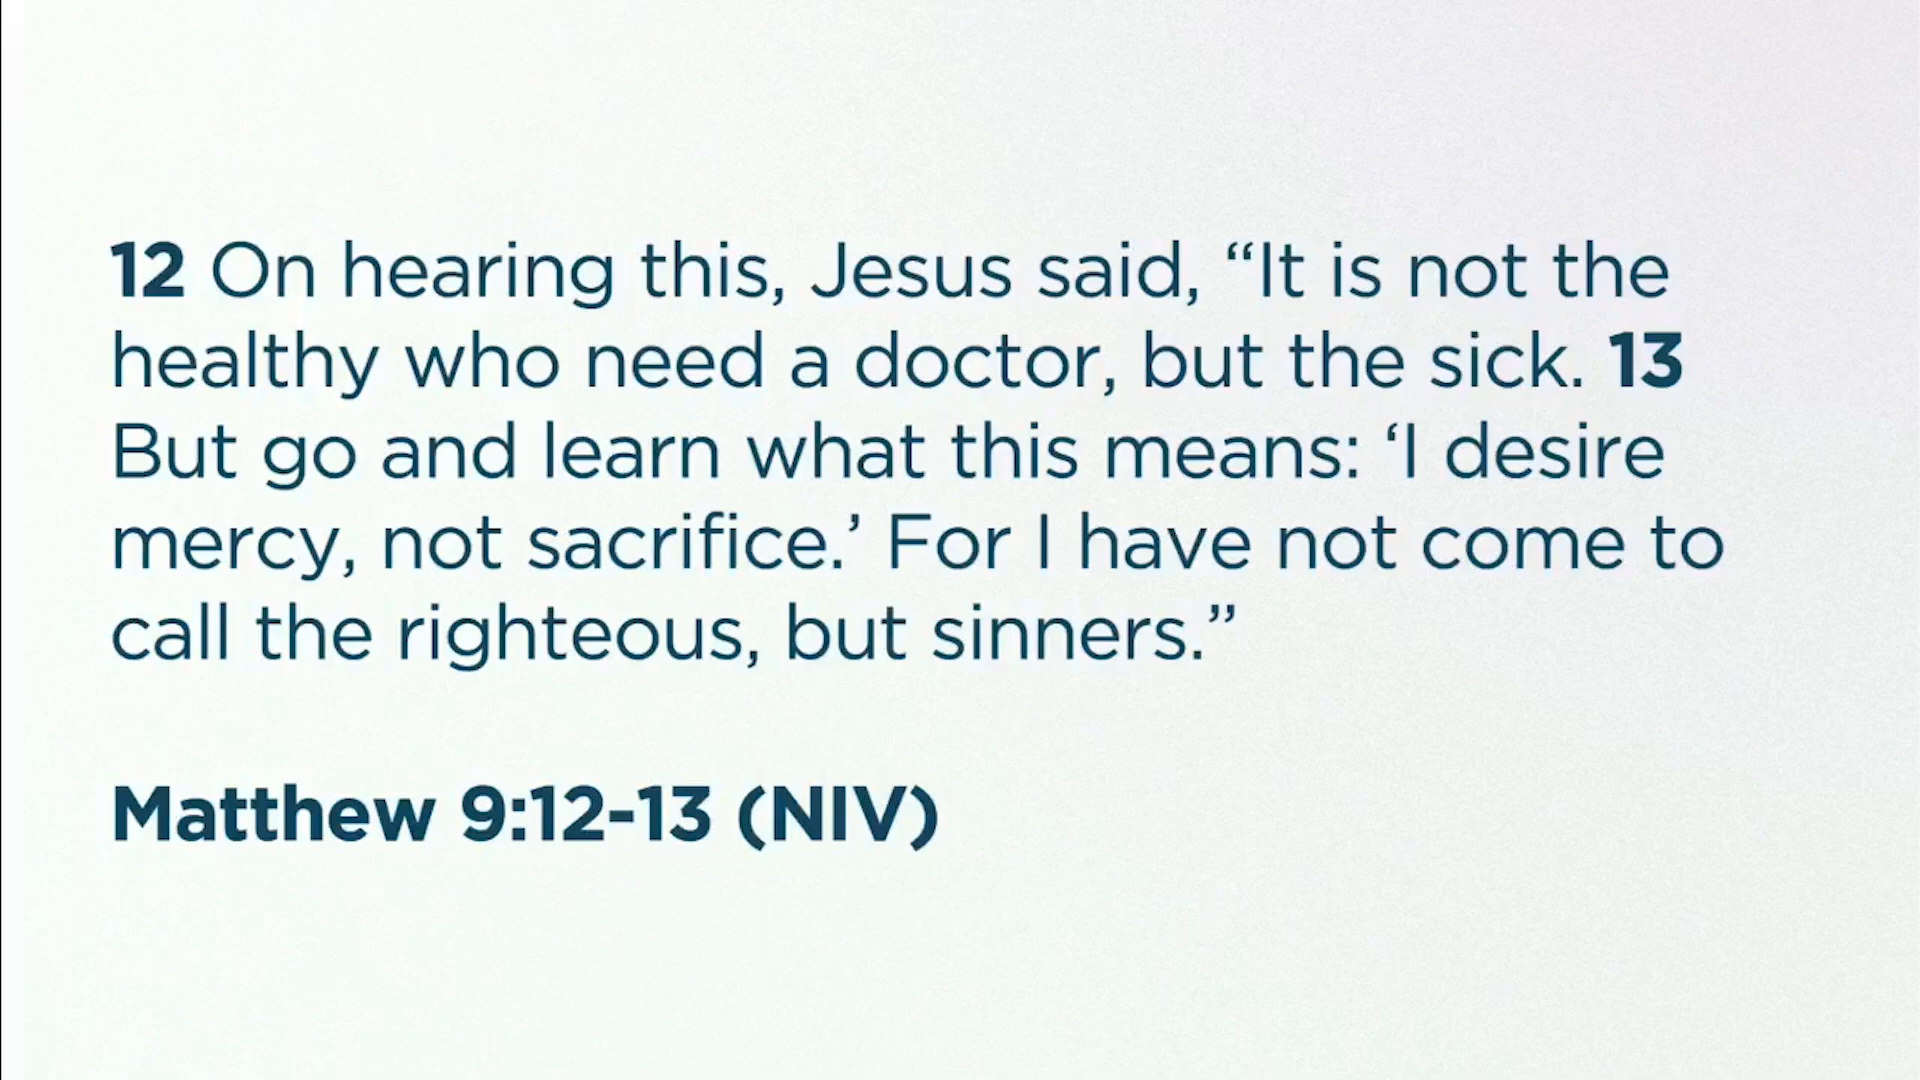 12 On hearing this, Jesus said, “It is not the
healthy who need a doctor, but the sick. 13
But go and learn what this means: ‘I desire
mercy, not sacrifice.’ For I have not come to
call the righteous, but sinners.”
Matthew 9:12-13 (NIV)